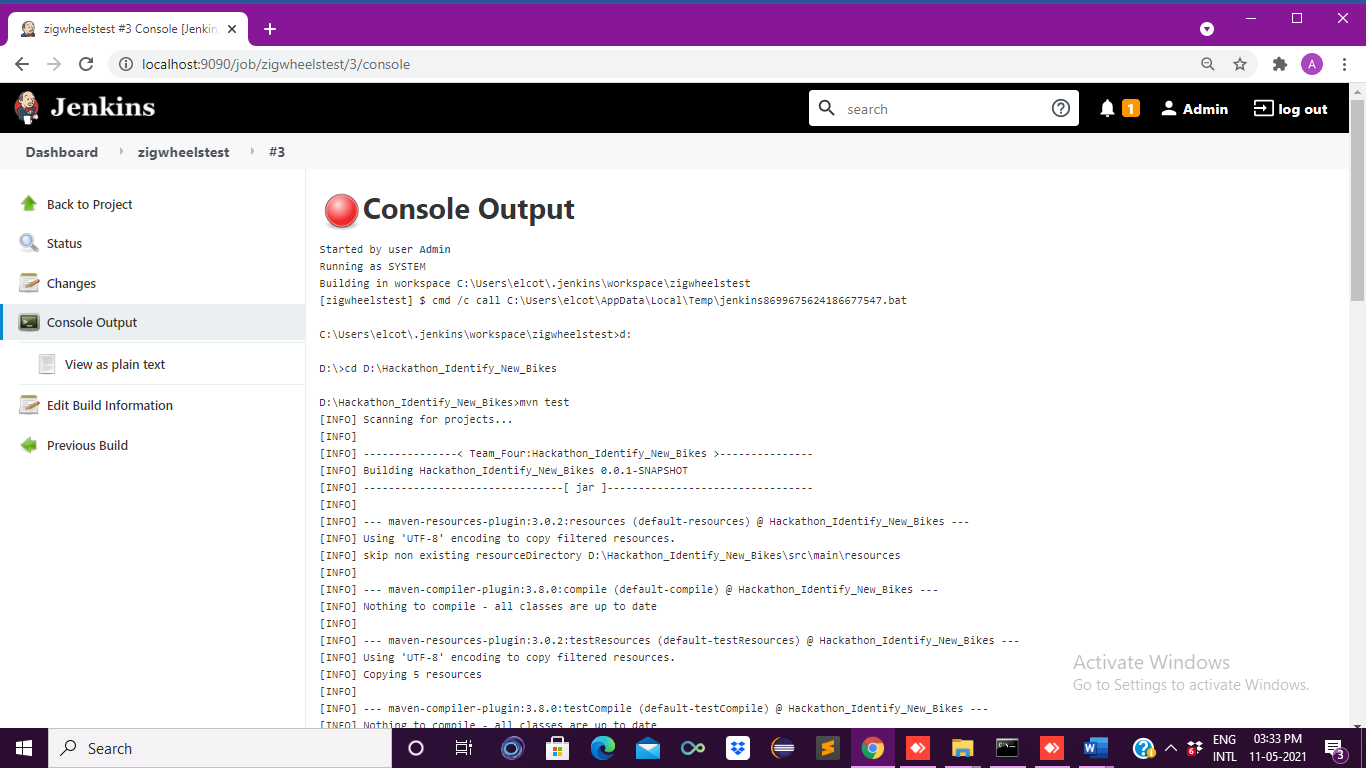 zigwheelstest #3 Console [Jenkin
localhost:9090/job/zigwheelstest/3/console
A
Jenkins
search
1
Admin
log out
Dashboard
zigwheelstest
#3
Back to Project
Status
Changes
Console Output
View as plain text
Edit Build Information
Previous Build
Console Output
Started by user Admin
Running as SYSTEM
Building in workspace C:\Users\elcot\.jenkins\workspace\zigwheelstest
[zigwheelstest] $ cmd /c call C:\Users\elcot\AppData\Local\Temp\jenkins8699675624186677547.bat
C:\Users\elcot\.jenkins\workspace\zigwheelstest>d:
D:\>cd D:\Hackathon_Identify_New_Bikes
D:\Hackathon_Identify_New_Bikes>mvn test
[INFO] Scanning for projects...
[INFO]
[INFO] ---------------< Team_Four:Hackathon_Identify_New_Bikes >---------------
[INFO] Building Hackathon_Identify_New_Bikes 0.0.1-SNAPSHOT
[INFO] --------------------------------[ jar ]---------------------------------
[INFO]
[INFO] --- maven-resources-plugin:3.0.2:resources (default-resources) @ Hackathon_Identify_New_Bikes ---
[INFO] Using 'UTF-8' encoding to copy filtered resources.
[INFO] skip non existing resourceDirectory D:\Hackathon_Identify_New_Bikes\src\main\resources
[INFO]
[INFO] --- maven-compiler-plugin:3.8.0:compile (default-compile) @ Hackathon_Identify_New_Bikes ---
[INFO] Nothing to compile - all classes are up to date
[INFO]
[INFO] --- maven-resources-plugin:3.0.2:testResources (default-testResources) @ Hackathon_Identify_New_Bikes ---
[INFO] Using 'UTF-8' encoding to copy filtered resources.
[INFO] Copying 5 resources
[INFO]
[INFO] --- maven-compiler-plugin:3.8.0:testCompile (default-testCompile) @ Hackathon_Identify_New_Bikes ---
[INFO] Nothing to compile - all classes are up to date
Activate Windows
Go to Settings to activate Windows.
Search
ENG
INTL
03:33 PM
11-05-2021
3